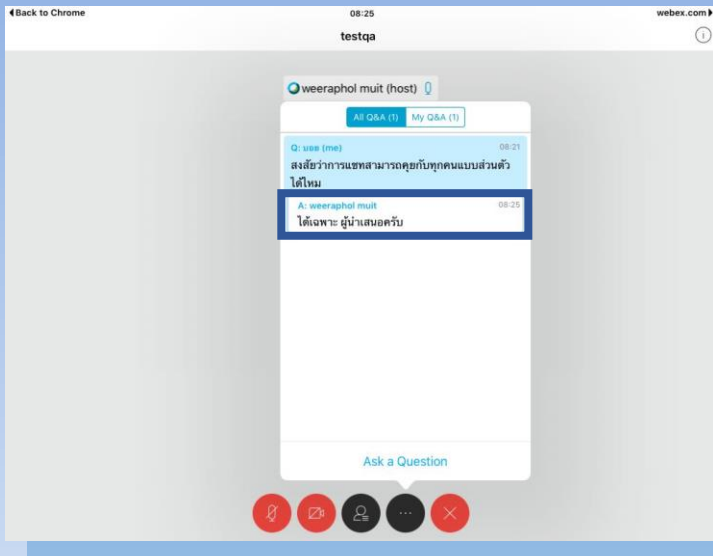 Back to Chrome
08:25
webex.com
testqa
weeraphol muit (host)
All Q&A (1)
My Q&A (1)
Q: use (me)
08:21
สงสัยว่าการแชทสามารถคุยกับทุกคนแบบส่วนตัว
ได้ไหม
A: weeraphol muit
08:25
ได้เฉพาะ ผู้นำเสนอครับ
Ask a Question